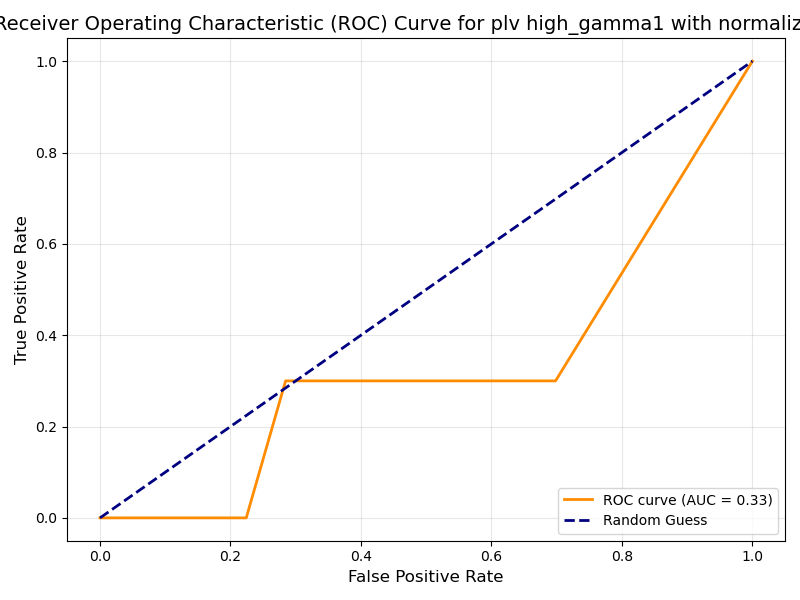 Receiver Operating Characteristic (ROC) Curve for plv high_gamma1 with normaliz
1.0
0.8
0.6
0.4
0.2
0.0
True Positive Rate
0.0 0.2 0.4 0.6 0.8 1.0
False Positive Rate
ROC curve (AUC = 0.33)
Random Guess